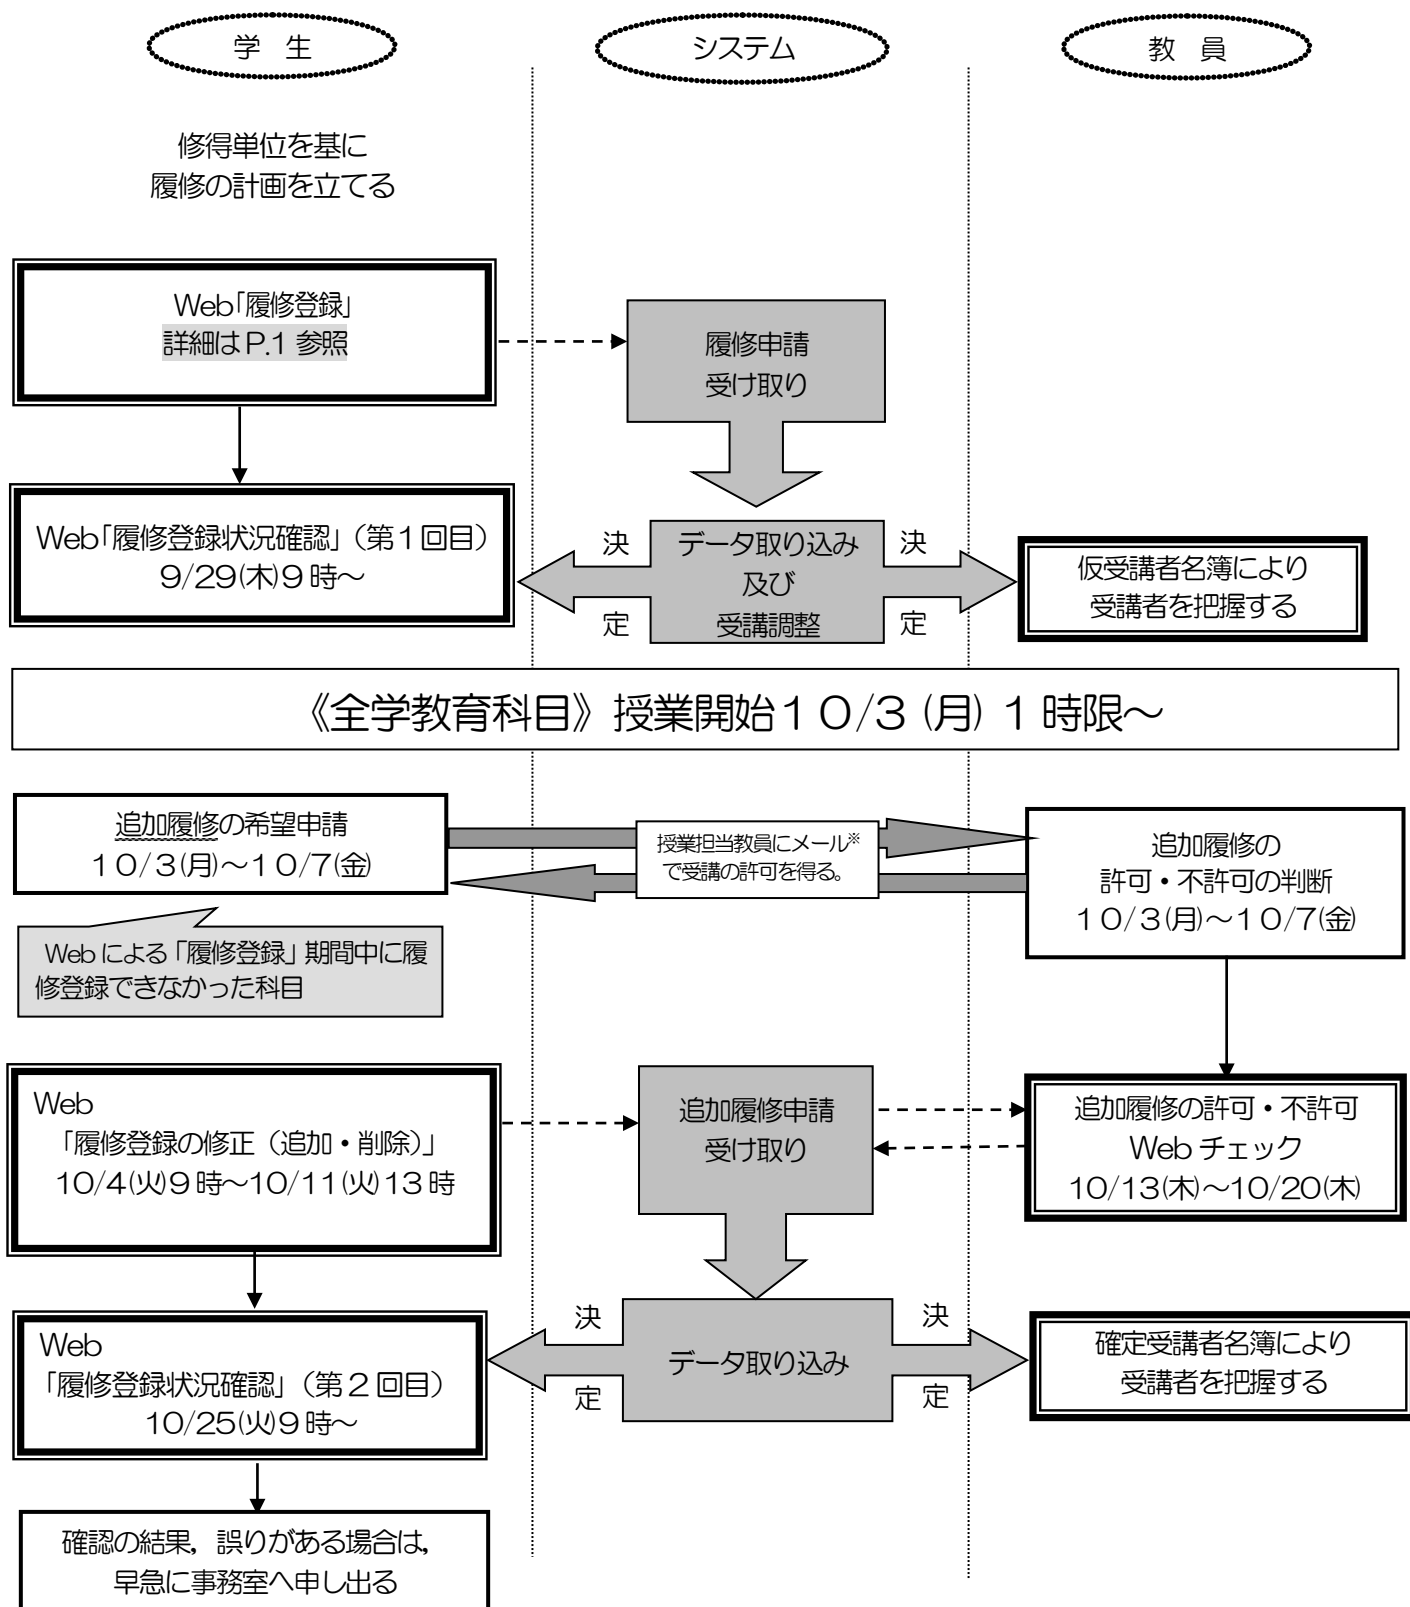 学 生
システム
教 員
修得単位を基に
履修の計画を立てる
Web「履修登録」
詳細は P.1 参照
履修申請
受け取り
Web「履修登録状況確認」（第１回目）
9/29(木)９時～
決
定
データ取り込み
及び
受講調整
決
定
仮受講者名簿により
受講者を把握する
《全学教育科目》授業開始１０/３（月）１時限～
追加履修の希望申請
１０/３(月)～１０/７(金)
授業担当教員にメール※
で受講の許可を得る。
追加履修の
許可・不許可の判断
１０/３(月)～１０/７(金)
Web による「履修登録」期間中に履
修登録できなかった科目
Web
「履修登録の修正（追加・削除）」
10/4(火)９時～10/11(火)13時
追加履修申請
受け取り
追加履修の許可・不許可
Web チェック
10/13(木)～10/20(木)
Web
「履修登録状況確認」（第２回目）
10/25(火)９時～
決
定
データ取り込み
決
定
確定受講者名簿により
受講者を把握する
確認の結果，誤りがある場合は，
早急に事務室へ申し出る